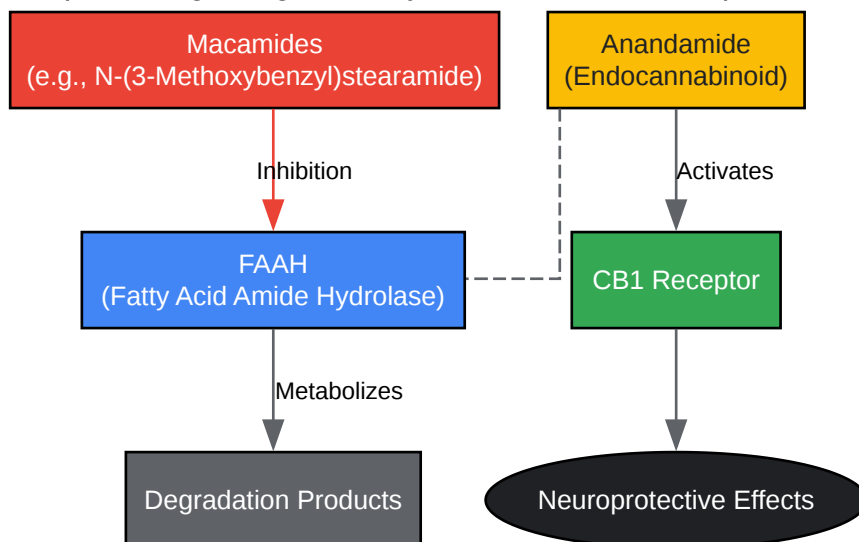 Macamides
(e.g., N-(3-Methoxybenzyl)stearamide)
Anandamide
(Endocannabinoid)
Inhibition
Activates
FAAH
(Fatty Acid Amide Hydrolase)
CB1 Receptor
Metabolizes
Degradation Products
Neuroprotective Effects